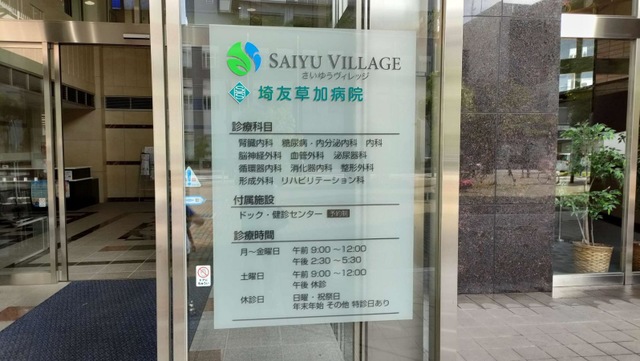 SAIYU VILLAGE
さいゆうヴィレッジ
埼友草加病院
診療科目
腎臓内科 糖尿病・内分泌内科 内科
脳神経外科 血管外科 泌尿器科
循環器内科 消化器内科 整形外科
形成外科 リハビリテーション科
付属施設
ドック・健診センター 予約制
診療時間
月〜金曜日 午前 9:00 〜12:00
午後 2:30 〜 5:30
土曜日 午前 9:00 〜12:00
午後 休診
休診日 日曜・祝祭日
年末年始 その他 特診日あり